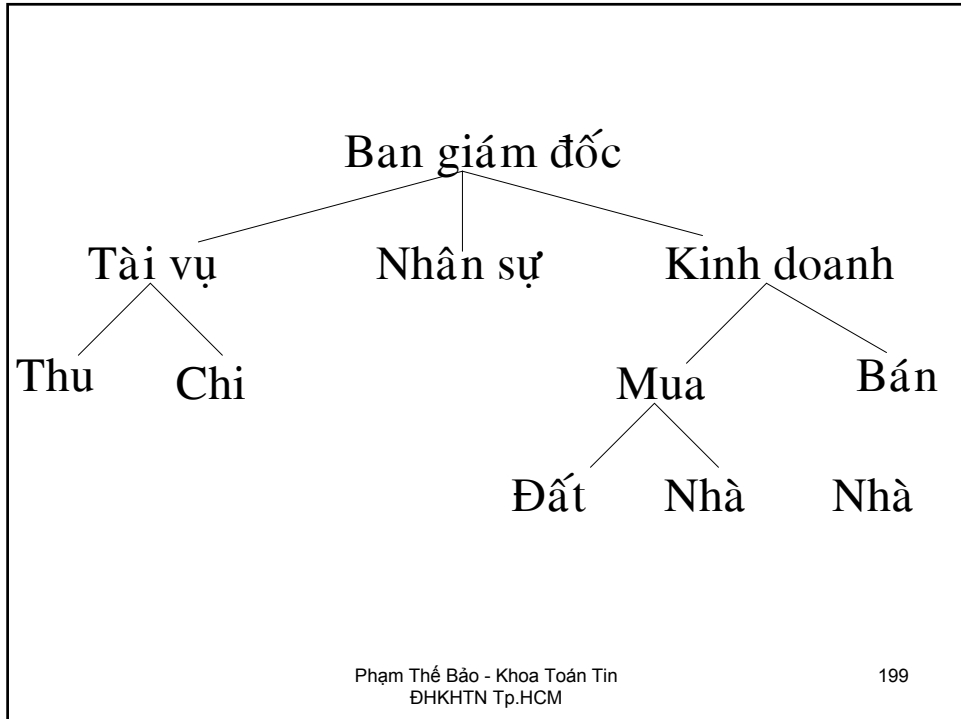 Ban giám đốc
Tài vụ Nhân sự Kinh doanh
Thu Chi Mua Bán
Đất Nhà Nhà
Phạm Thế Bảo - Khoa Toán Tin 199
ĐHKHTN Tp.HCM